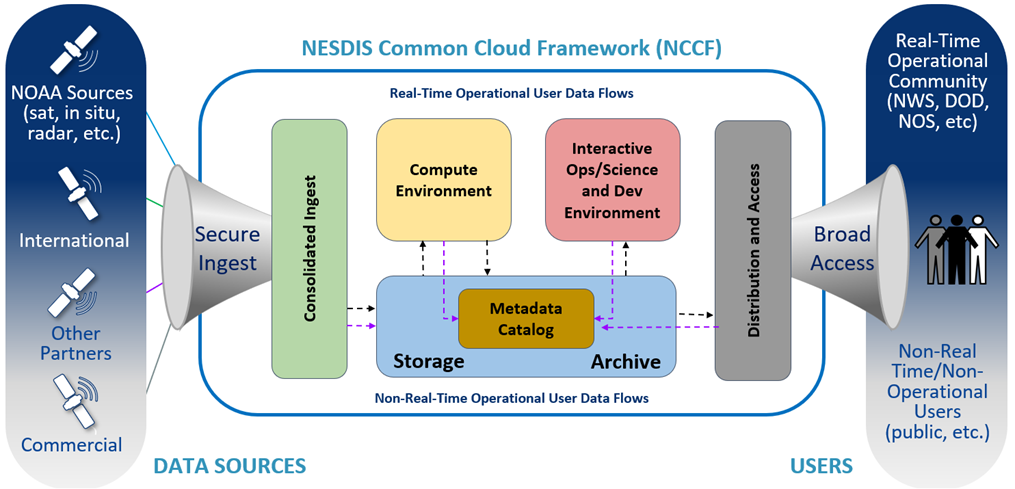 NESDIS Common Cloud Framework (NCCF)
NOAA Sources
(sat, in situ,
radar, etc.)
International
Other
Partners
Commercial
DATA SOURCES
Secure
Ingest
Real-Time Operational User Data Flows
Consolidated Ingest
Compute
Environment
Interactive
Ops/Science
and Dev
Environment
Metadata
Catalog
Storage
Archive
Distribution and Access
Non-Real-Time Operational User Data Flows
Broad
Access
Real-Time
Operational
Community
(NWS, DOD,
NOS, etc)
Non-Real
Time/Non-
Operational
Users
(public, etc.)
USERS